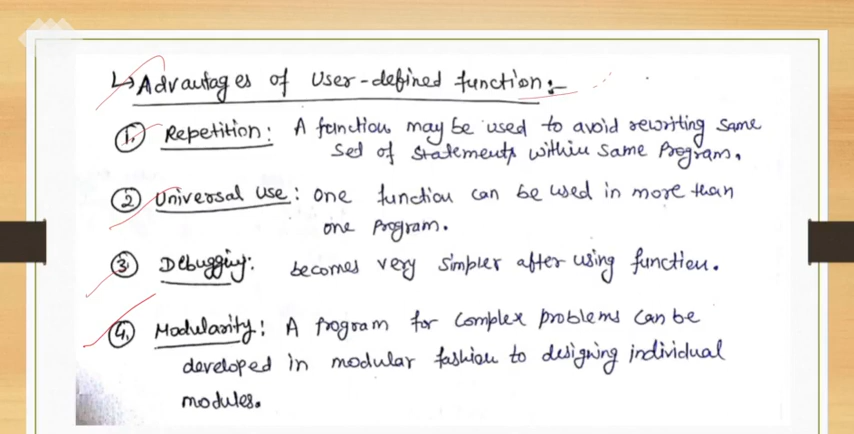 ↳ Advantages of User-defined function:-
1. Repetition: A function may be used to avoid rewriting same
set of statements within same program.
2 Universal use: one function can be used in more than
one program.
3. Debugging: becomes very simpler after using function.
4. Modularity: A program for complex problems can be
developed in modular fashion to designing individual
modules.